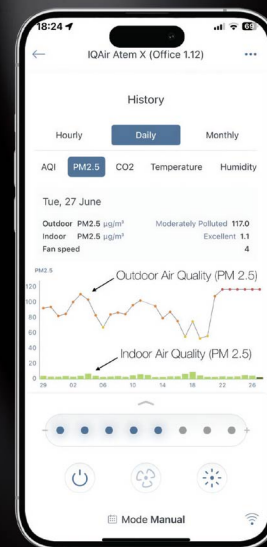 18:24
69
IQAir Atem X (Office 1.12)
History
Hourly Daily Monthly
AQI PM2.5 CO2 Temperature Humidity
Tue, 27 June
Outdoor PM2.5 µg/m³ Moderately Polluted 117.0
Indoor PM2.5 µg/m³ Excellent 1.1
Fan speed 4
PM2.5
Outdoor Air Quality (PM 2.5)
120
100
80
60
40
Indoor Air Quality (PM 2.5)
20
0
29 02 06 10 14 18 22 26
- +
Mode Manual